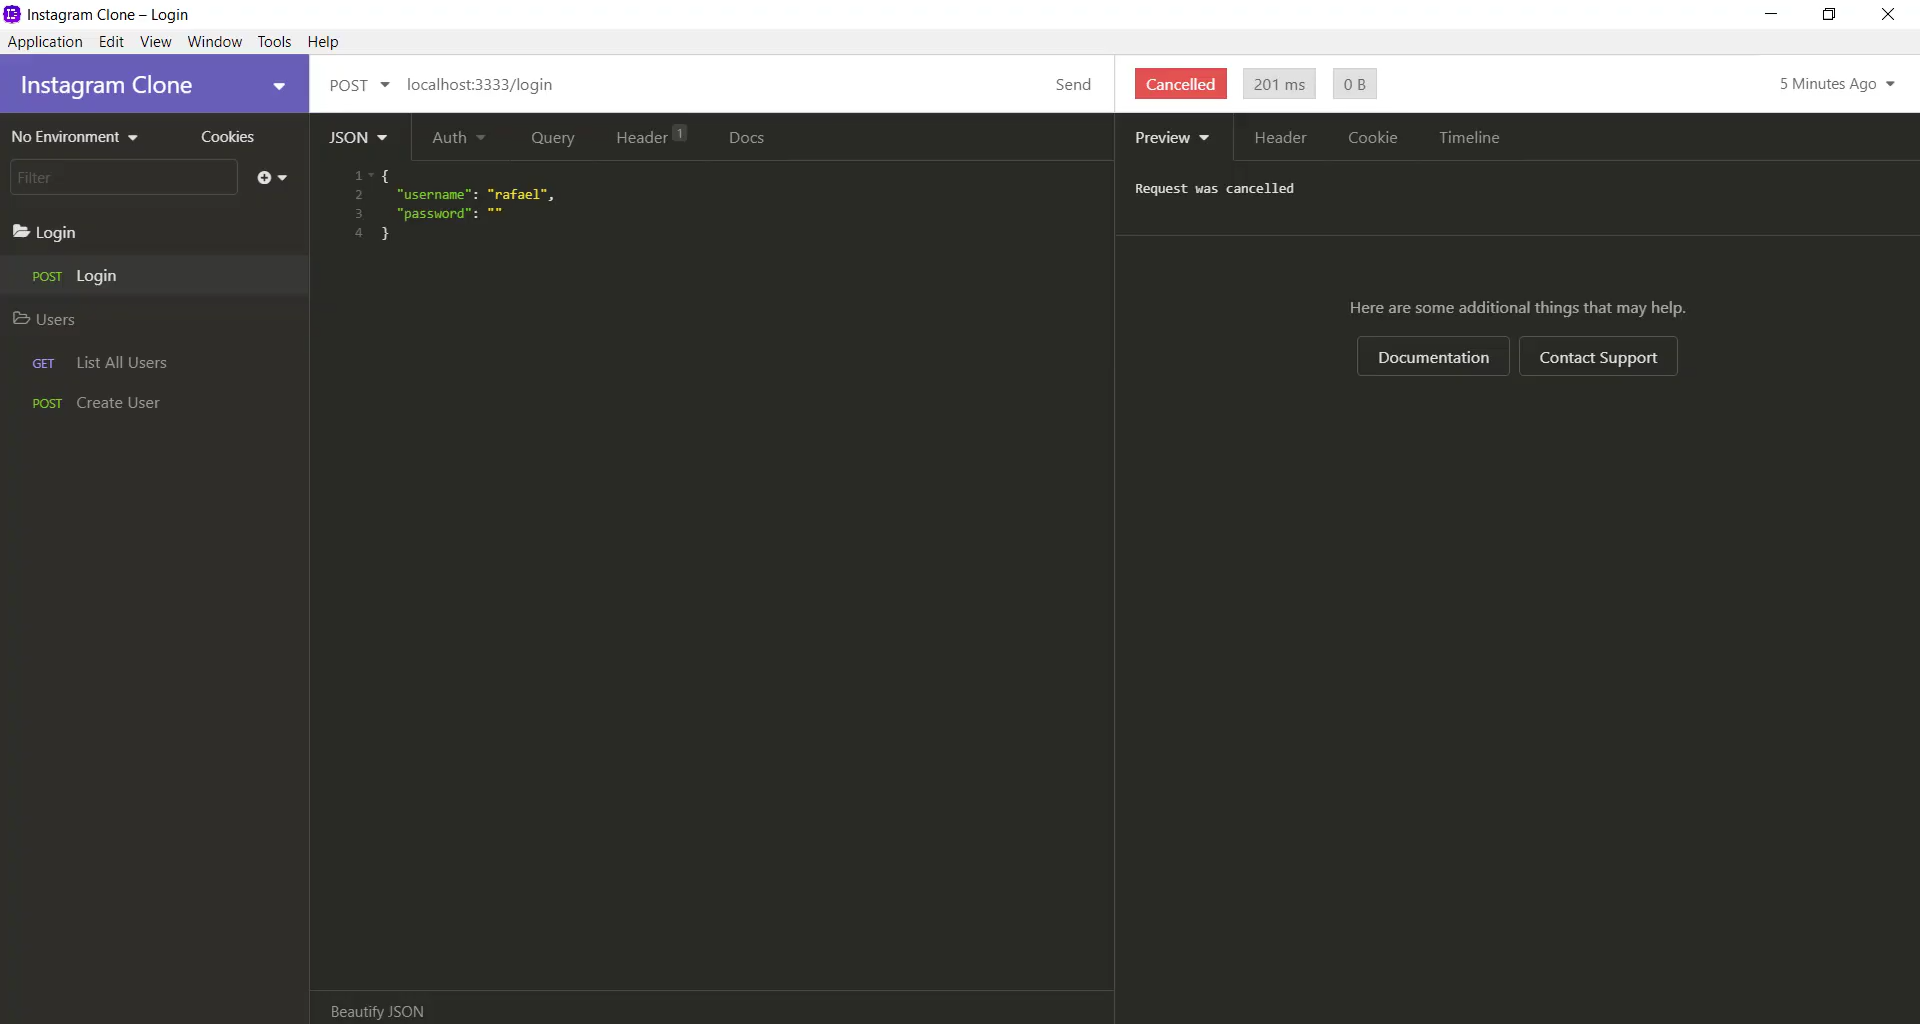 Instagram Clone – Login
Application Edit View Window Tools Help
Instagram Clone
POST localhost:3333/login Send
Cancelled 201 ms 0 B 5 Minutes Ago
No Environment Cookies
JSON Auth Query Header 1 Docs
Preview Header Cookie Timeline
Filter
1 {
2 "username": "rafael",
3 "password": ""
4 }
Request was cancelled
Login
POST Login
Users
GET List All Users
POST Create User
Here are some additional things that may help.
Documentation Contact Support
Beautify JSON